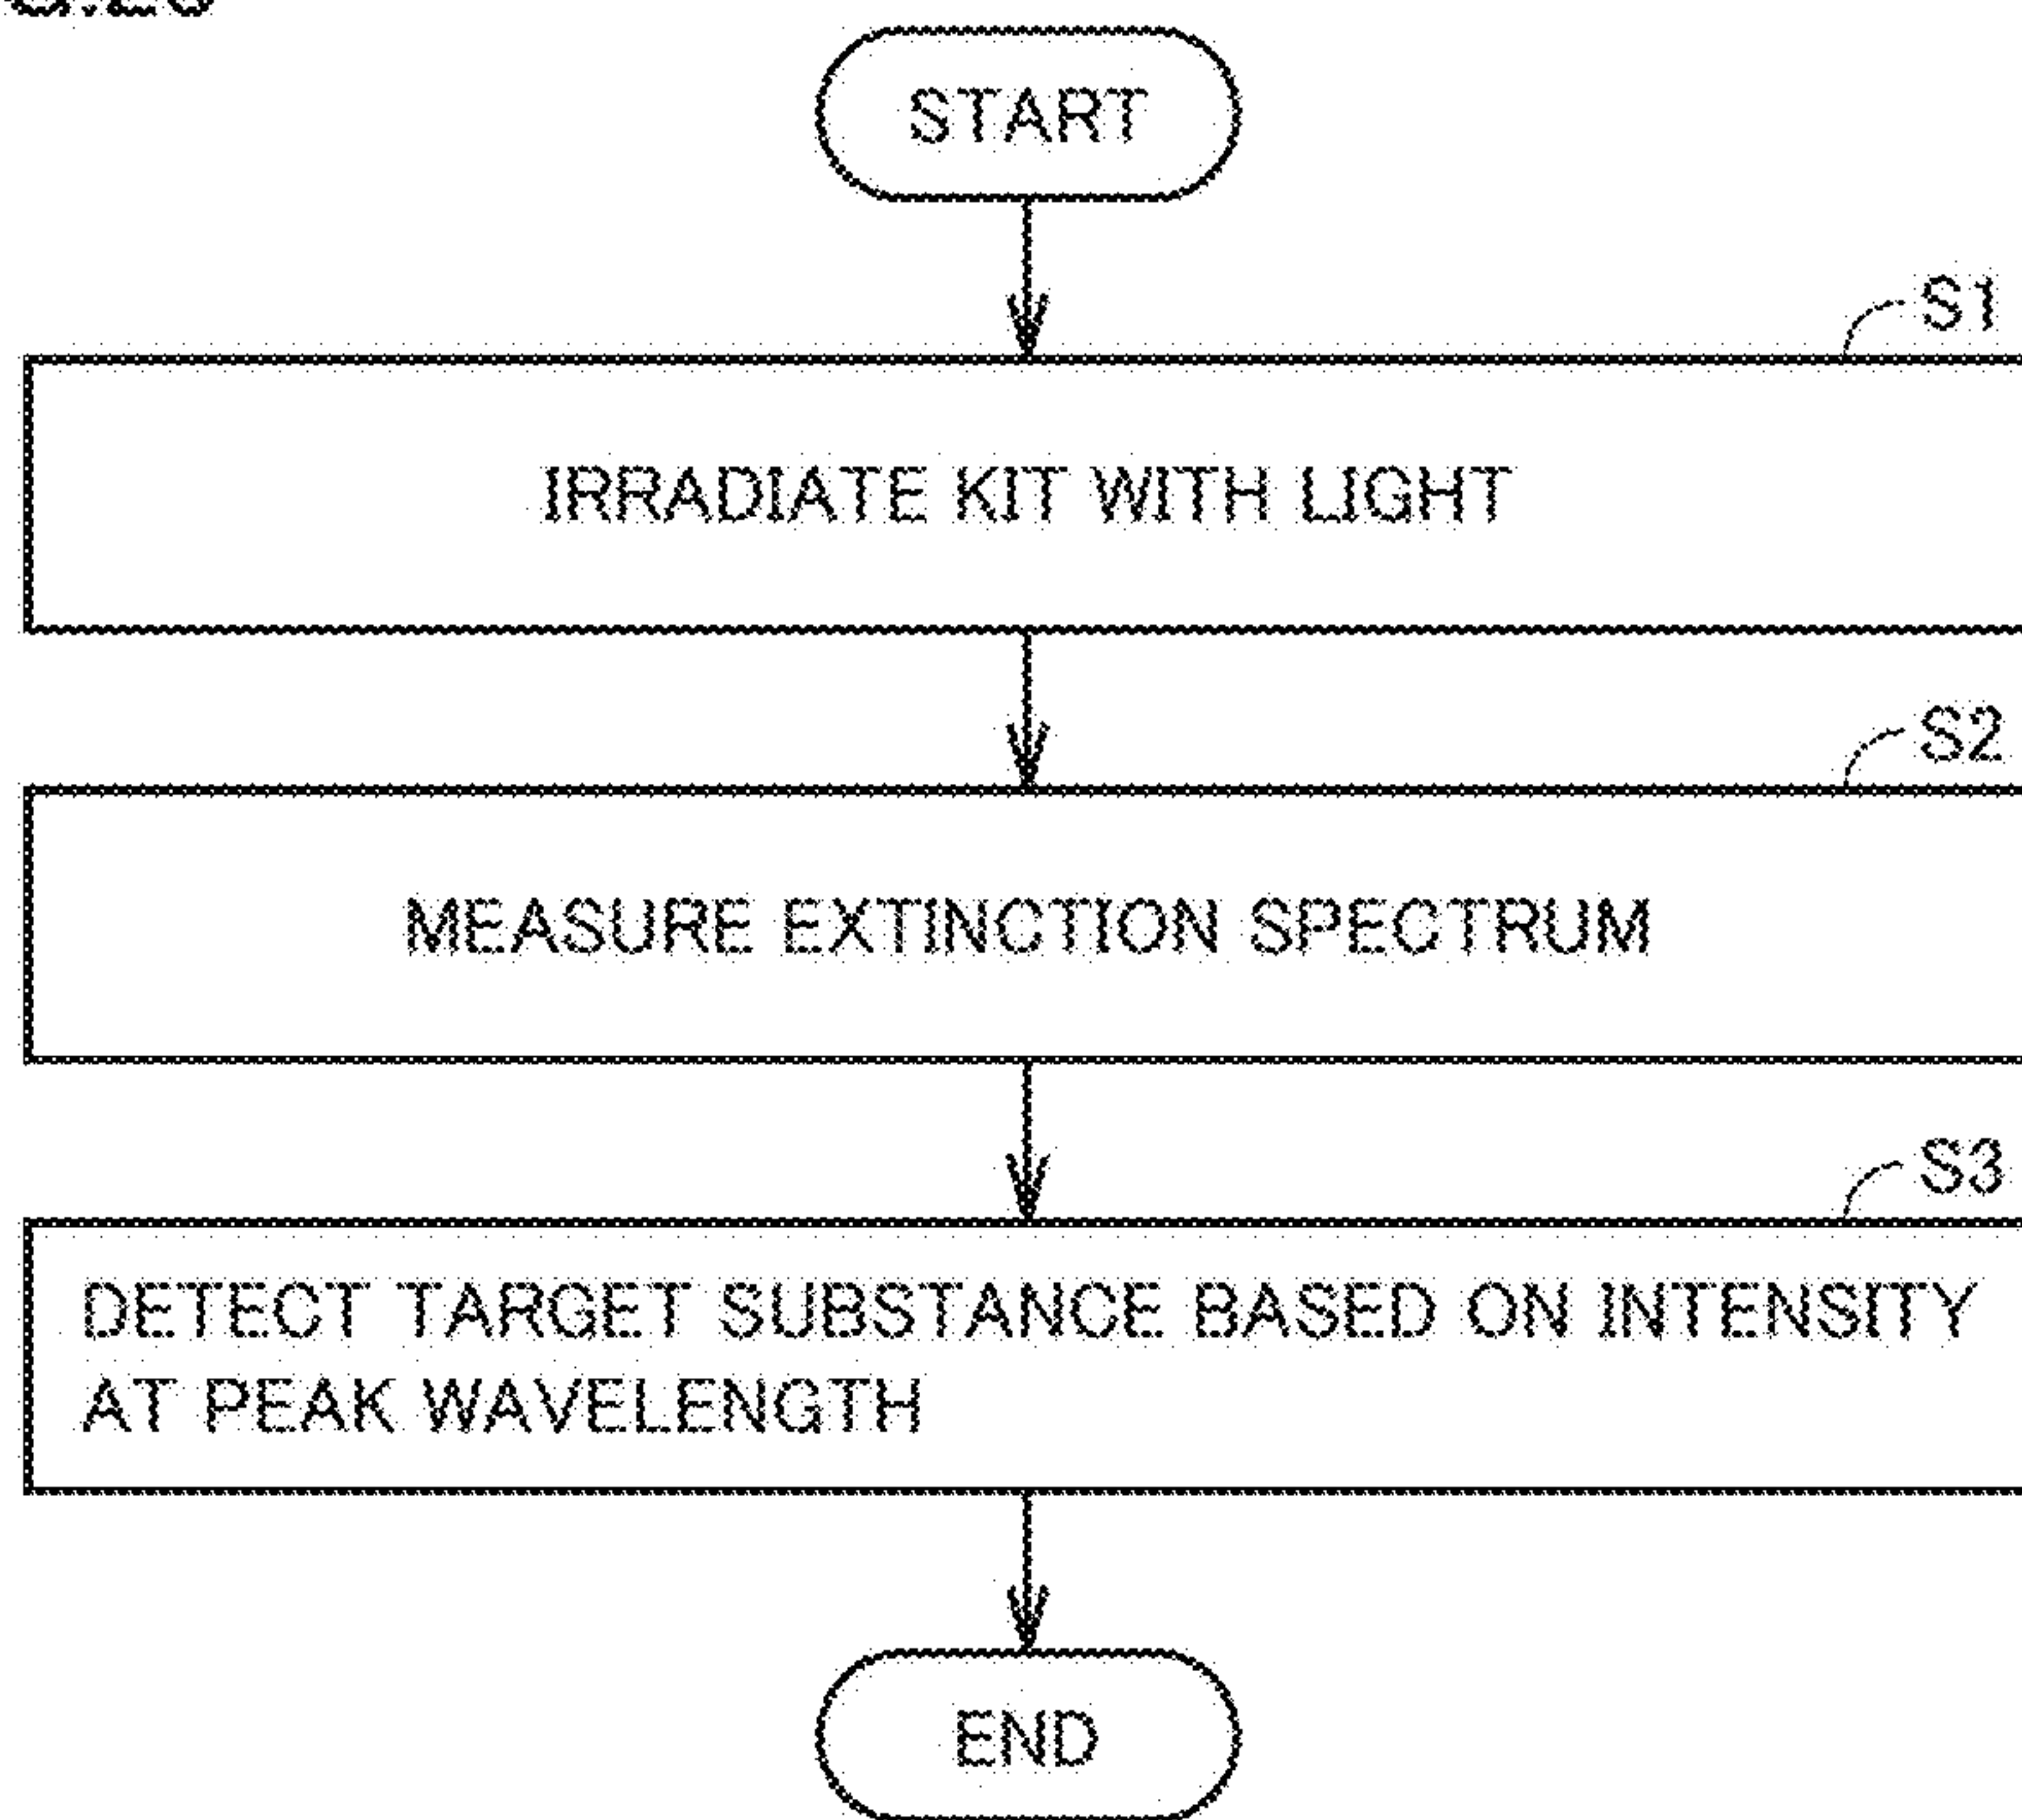 START
S1
IRRADIATE KIT WITH LIGHT
S2
MEASURE EXTINCTION SPECTRUM
S3
DETECT TARGET SUBSTANCE BASED ON INTENSITY
AT PEAK WAVELENGTH
END